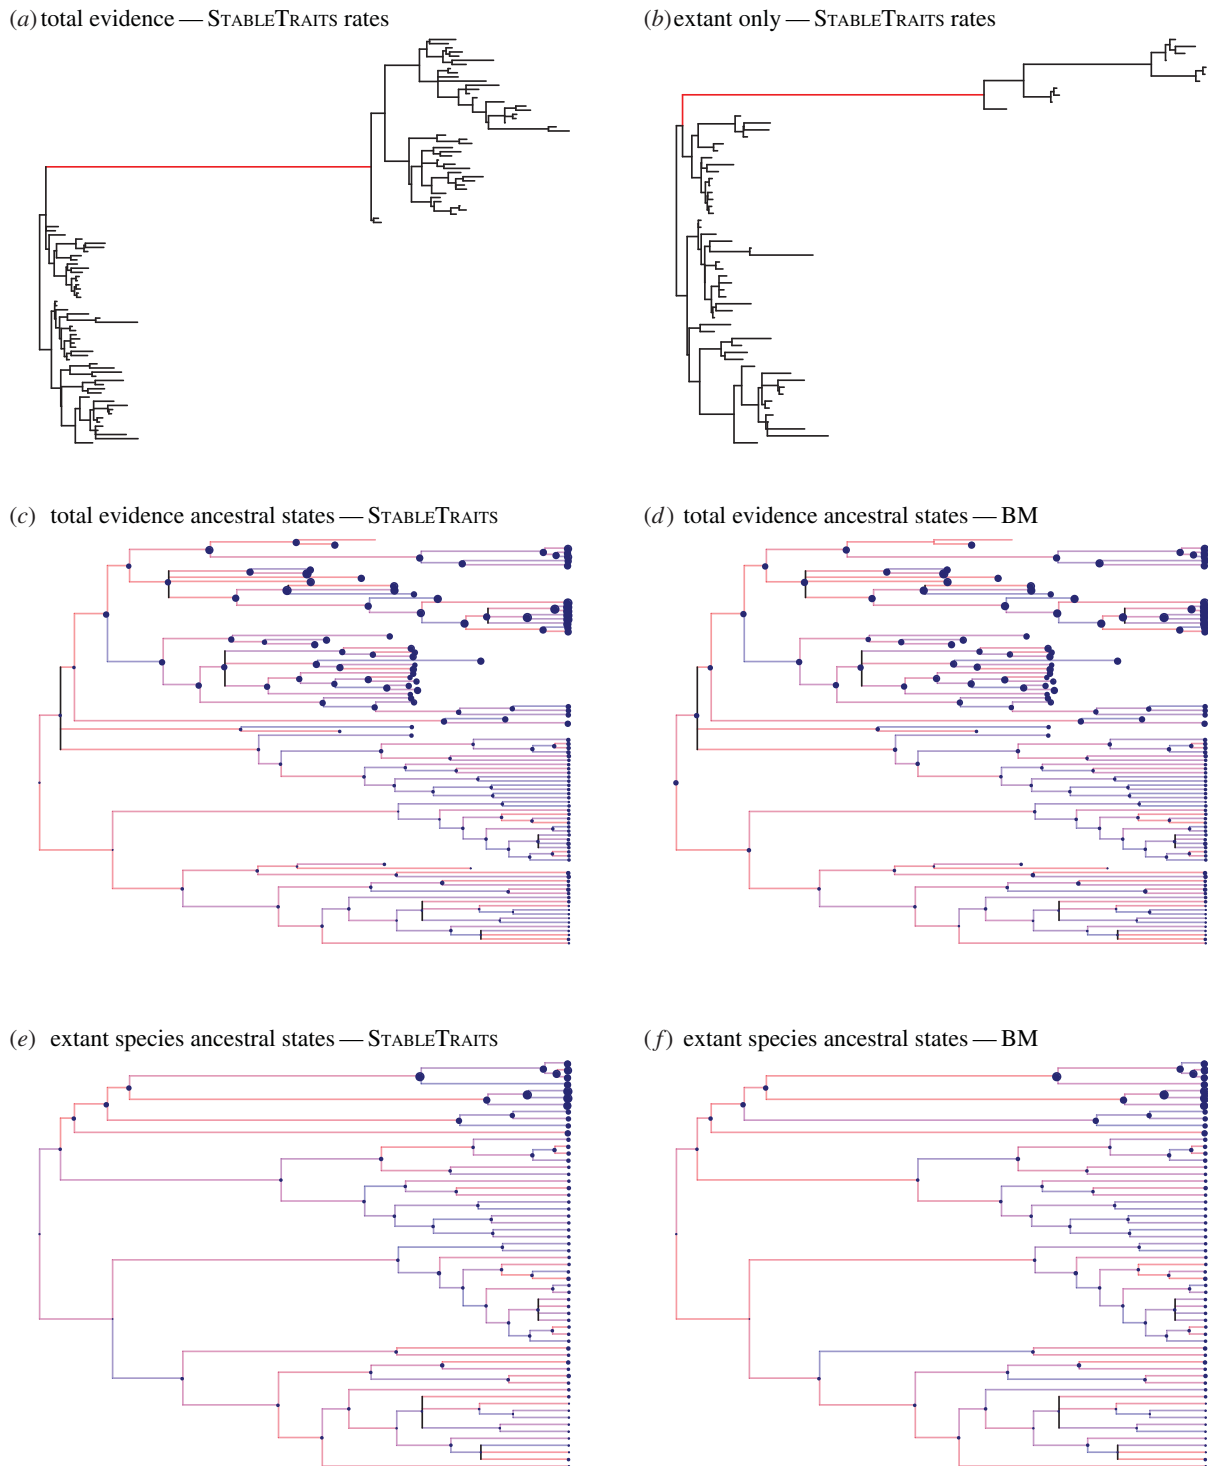 (a) total evidence — STABLETRAITS rates
(b) extant only — STABLETRAITS rates
(c) total evidence ancestral states — STABLETRAITS
(d) total evidence ancestral states — BM
(e) extant species ancestral states — STABLETRAITS
(f) extant species ancestral states — BM